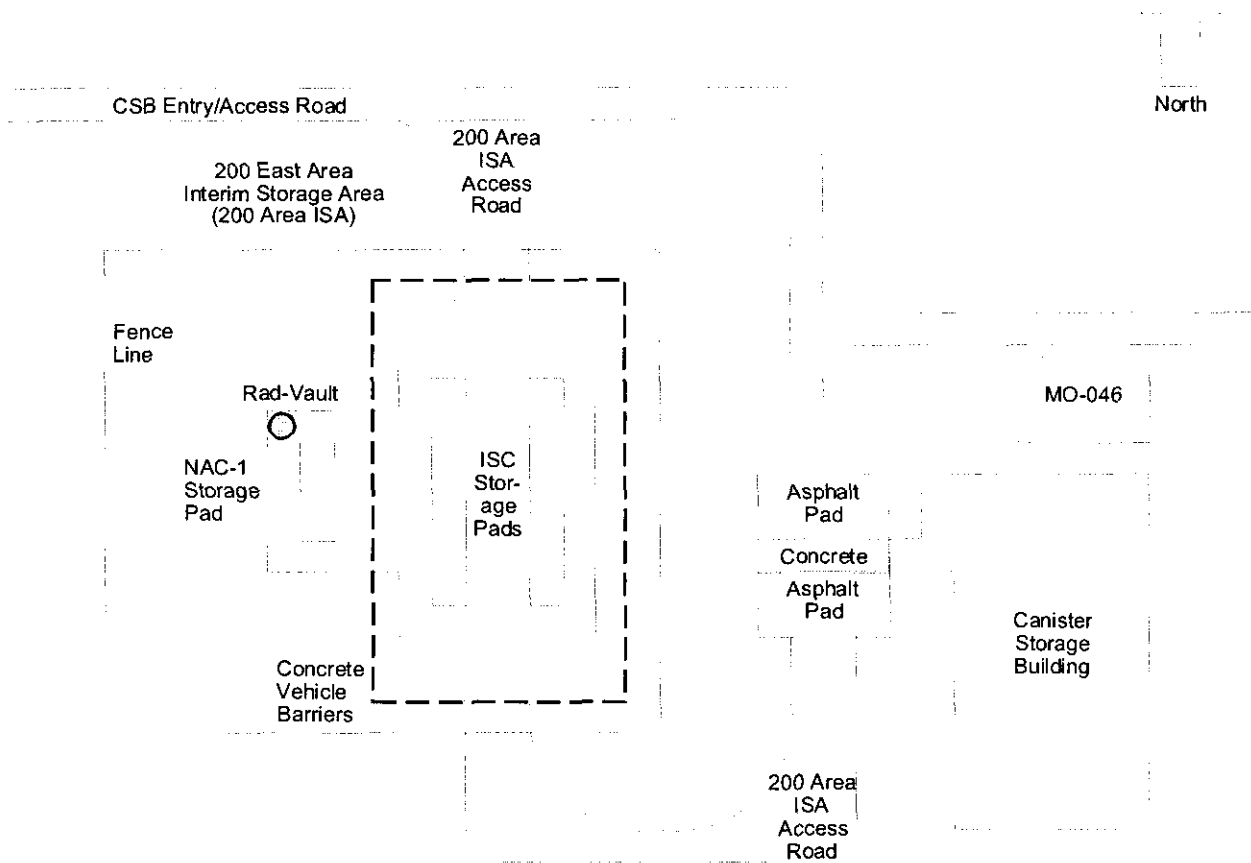 North
CSB Entry/Access Road
200 East Area
Interim Storage Area
(200 Area ISA)
200 Area
ISA
Access
Road
Fence
Line
Rad-Vault
NAC-1
Storage
Pad
ISC
Stor-
age
Pads
MO-046
Asphalt
Pad
Concrete
Asphalt
Pad
Canister
Storage
Building
Concrete
Vehicle
Barriers
200 Area
ISA
Access
Road